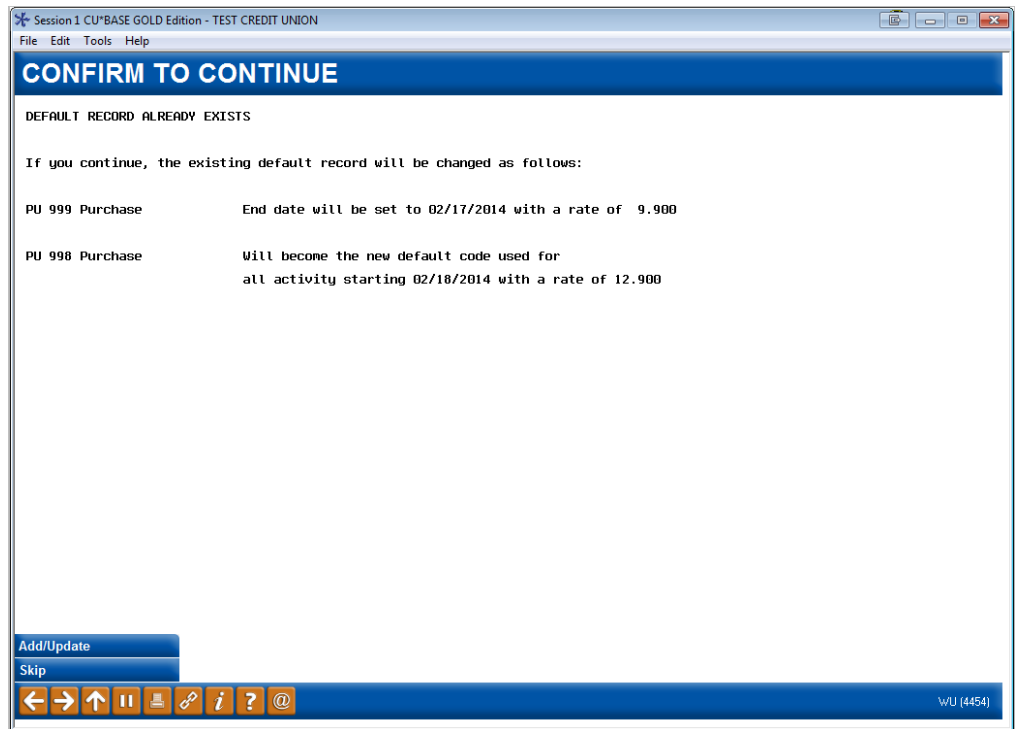 Session 1 CU*BASE GOLD Edition - TEST CREDIT UNION
File Edit Tools Help
CONFIRM TO CONTINUE
DEFAULT RECORD ALREADY EXISTS
If you continue, the existing default record will be changed as follows:
PU 999 Purchase End date will be set to 02/17/2014 with a rate of 9.900
PU 998 Purchase Will become the new default code used for
all activity starting 02/18/2014 with a rate of 12.900
Add/Update
Skip
i ? @ WU (4454)